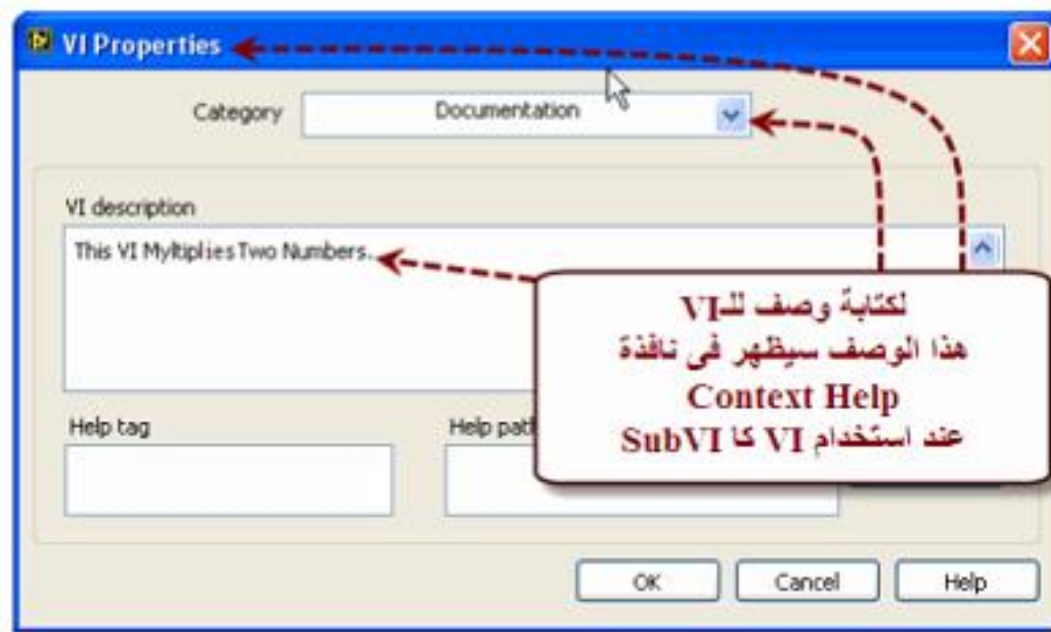 VI Properties
Category
Documentation
VI description
This VI Myltiplies Two Numbers.
لكتابة وصف للـVI
هذا الوصف سيظهر فى نافذة
Context Help
عند استخدام VI كا SubVI
Help tag
Help path
OK
Cancel
Help